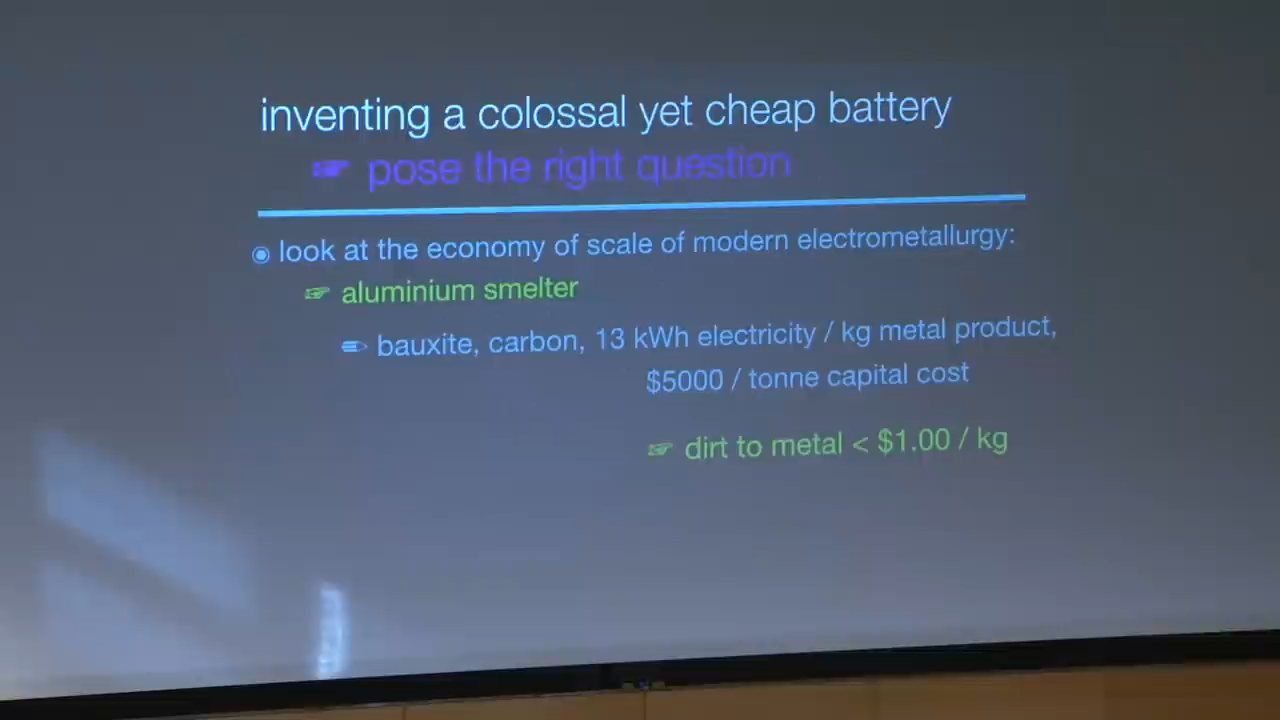 inventing a colossal yet cheap battery
☞ pose the right question
◉ look at the economy of scale of modern electrometallurgy:
☞ aluminium smelter
✏ bauxite, carbon, 13 kWh electricity / kg metal product,
$5000 / tonne capital cost
☞ dirt to metal < $1.00 / kg